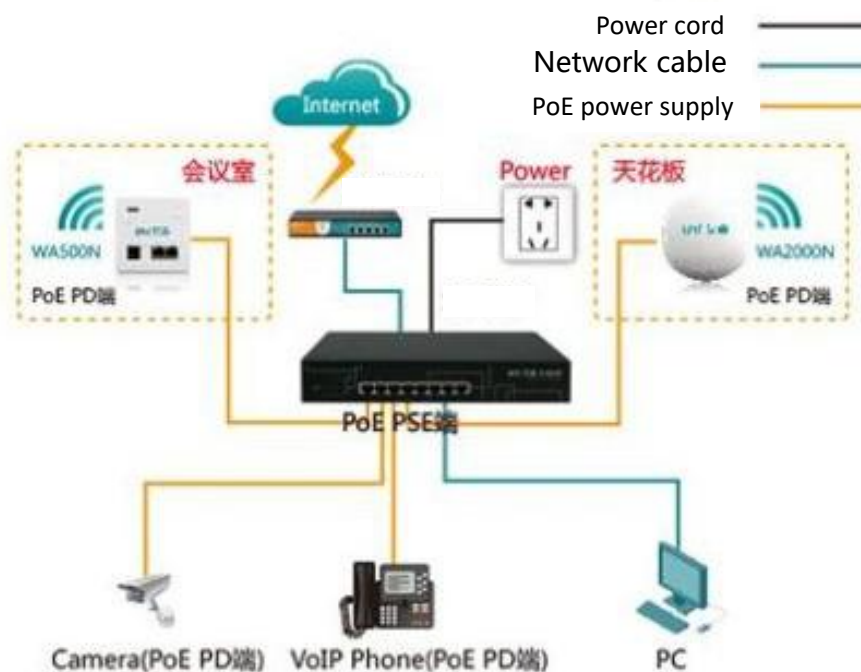 Power cord
Network cable
PoE power supply
Internet
会议室
Power
天花板
WA500N
WA2000N
PoE PD端
PoE PD端
PoE PSE端
Camera(PoE PD端)
VoIP Phone(PoE PD端)
PC